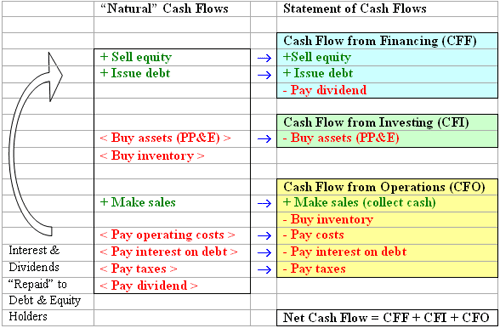 “Natural” Cash Flows
Statement of Cash Flows
Cash Flow from Financing (CFF)
+ Sell equity → +Sell equity
+ Issue debt → + Issue debt
- Pay dividend
Cash Flow from Investing (CFI)
< Buy assets (PP&E) > → - Buy assets (PP&E)
< Buy inventory >
Cash Flow from Operations (CFO)
+ Make sales → + Make sales (collect cash)
- Buy inventory
< Pay operating costs > → - Pay costs
Interest & < Pay interest on debt > → - Pay interest on debt
Dividends < Pay taxes > → - Pay taxes
“Repaid” to < Pay dividend >
Debt & Equity
Holders Net Cash Flow = CFF + CFI + CFO